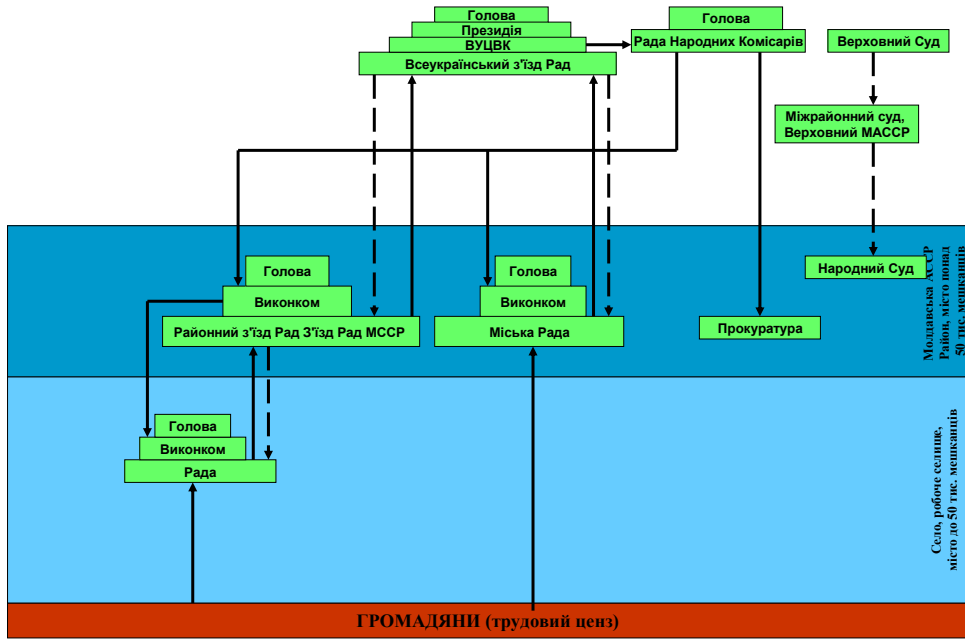 Голова
Президія
ВУЦВК
Всеукраїнський з'їзд Рад
Голова
Рада Народних Комісарів
Верховний Суд
Міжрайонний суд,
Верховний МАССР
Народний Суд
Голова
Виконком
Районний з'їзд Рад З'їзд Рад МССР
Голова
Виконком
Міська Рада
Прокуратура
Молдавська АССР
Район, місто понад
50 тис. мешканців
Голова
Виконком
Рада
Село, робоче селище,
місто до 50 тис. мешканців
ГРОМАДЯНИ (трудовий ценз)